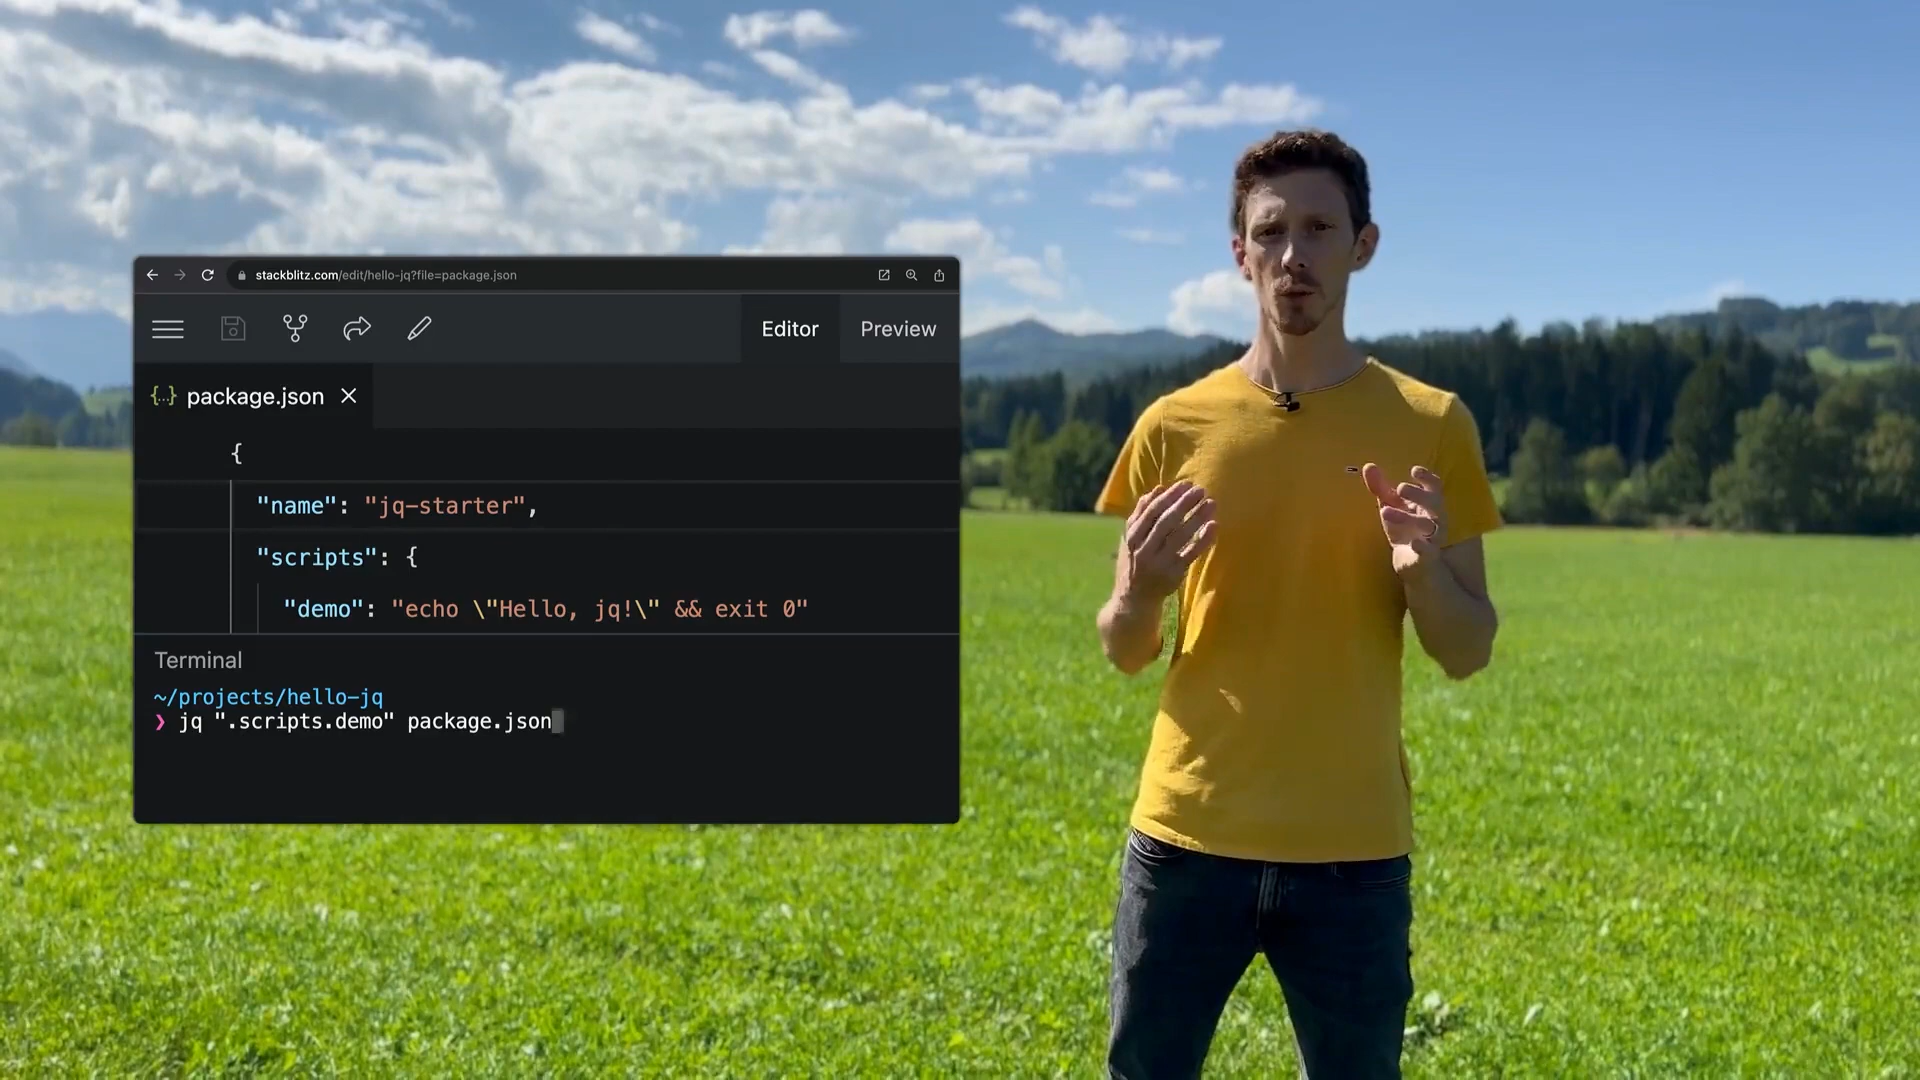 stackblitz.com/edit/hello-jq?file=package.json
Editor Preview
{..} package.json
{
"name": "jq-starter",
"scripts": {
"demo": "echo \"Hello, jq!\" && exit 0"
Terminal
~/projects/hello-jq
❯ jq ".scripts.demo" package.json